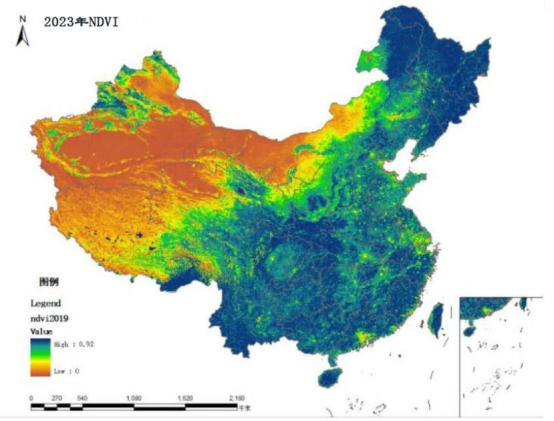 N
2023年NDVI
图例
Legend
ndvi2019
Value
High : 0.92
Low : 0
0 270 540 1,080 1,620 2,160
千米